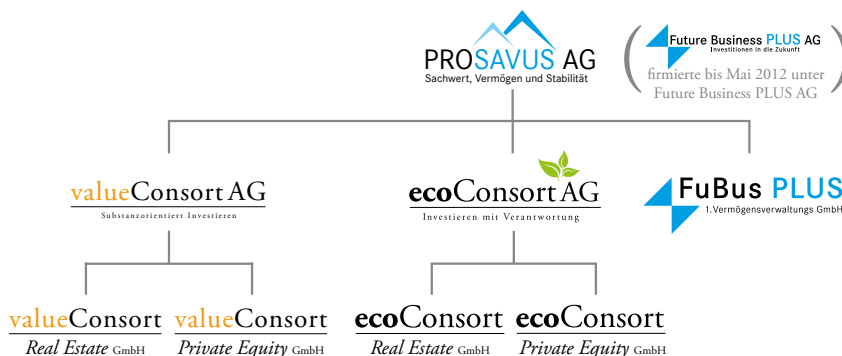 PROSAVUS AG
Sachwert, Vermögen und Stabilität
Future Business PLUS AG
Investitionen in die Zukunft
firmierte bis Mai 2012 unter
Future Business PLUS AG
valueConsort AG
Substanzorientiert Investieren
ecoConsort AG
Investieren mit Verantwortung
FuBus PLUS
1.Vermögensverwaltungs GmbH
valueConsort
Real Estate GmbH
valueConsort
Private Equity GmbH
ecoConsort
Real Estate GmbH
ecoConsort
Private Equity GmbH